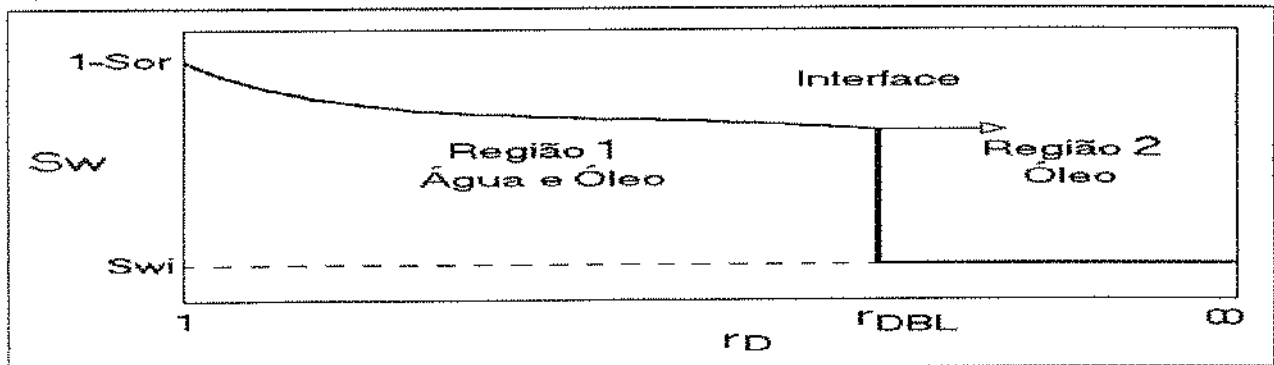 1-Sor
Interface
Região 1
Água e Óleo
Região 2
Óleo
Sw
Swi
1
rD
rDBL
∞